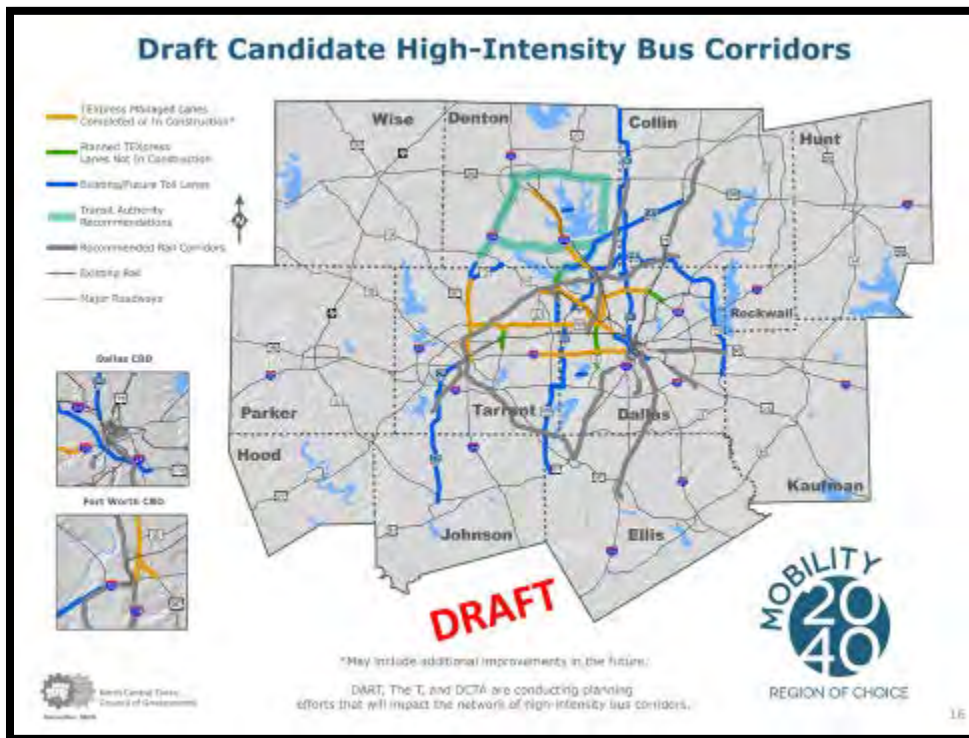 Draft Candidate High-Intensity Bus Corridors
TEXpress Managed Lanes
Completed or In Construction*
Planned TEXpress
Lanes Not In Construction
Existing/Future Toll Lanes
Transit Authority
Recommendations
Recommended Rail Corridors
Existing Rail
Major Roadways
N
Wise
Denton
Collin
Hunt
Rockwall
Parker
Tarrant
Dallas
Hood
Kaufman
Johnson
Ellis
Dallas CBD
Fort Worth CBD
DRAFT
MOBILITY
20
40
REGION OF CHOICE
*May include additional improvements in the future.
DART, The T, and DCTA are conducting planning
efforts that will impact the network of high-intensity bus corridors.
North Central Texas
Council of Governments
16